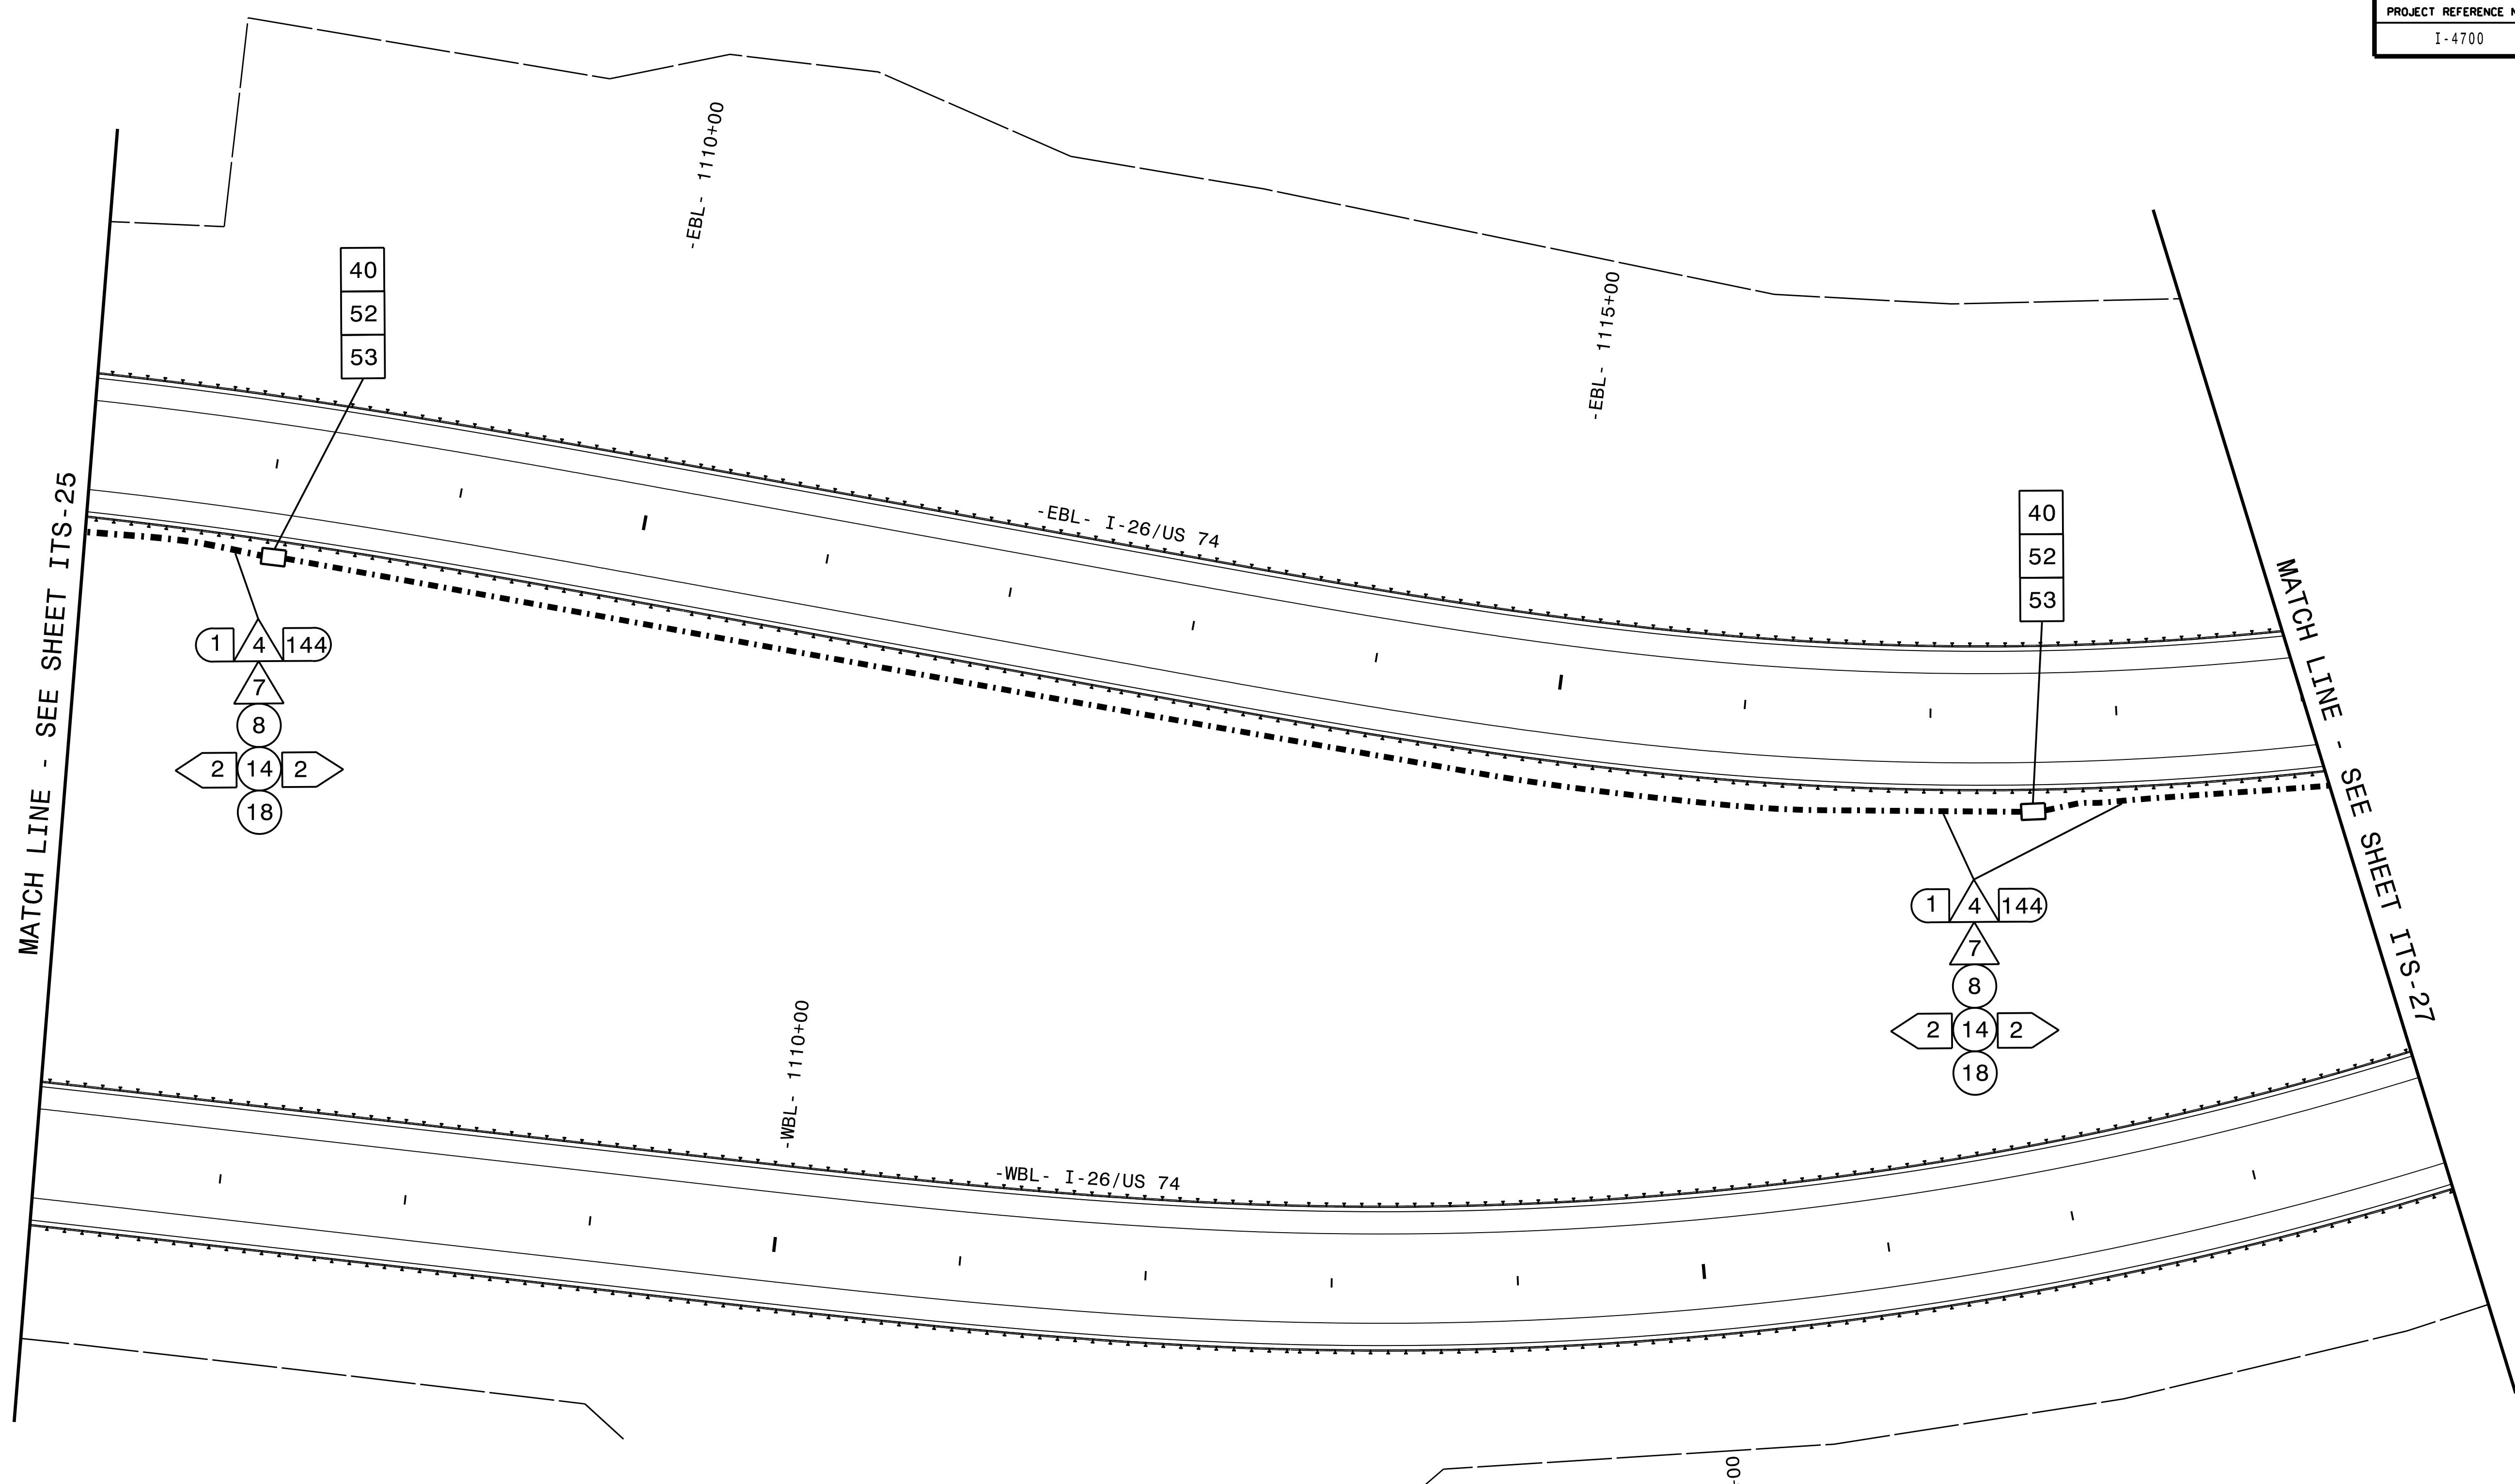 PROJECT REFERENCE
I-4700
-EBL- 1110+00
-EBL- 1115+00
40
52
53
MATCH LINE - SEE SHEET ITS-25
-EBL- I-26/US 74
40
52
53
MATCH LINE - SEE SHEET ITS-27
1 4 144
7
8
2 14 2
18
1 4 144
7
8
2 14 2
18
-WBL- 1110+00
-WBL- I-26/US 74